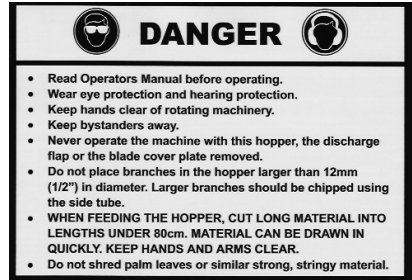 DANGER
• Read Operators Manual before operating.
• Wear eye protection and hearing protection.
• Keep hands clear of rotating machinery.
• Keep bystanders away.
• Never operate the machine with this hopper, the discharge
flap or the blade cover plate removed.
• Do not place branches in the hopper larger than 12mm
(1/2”) in diameter. Larger branches should be chipped using
the side tube.
• WHEN FEEDING THE HOPPER, CUT LONG MATERIAL INTO
LENGTHS UNDER 80cm. MATERIAL CAN BE DRAWN IN
QUICKLY. KEEP HANDS AND ARMS CLEAR.
• Do not shred palm leaves or similar strong, stringy material.